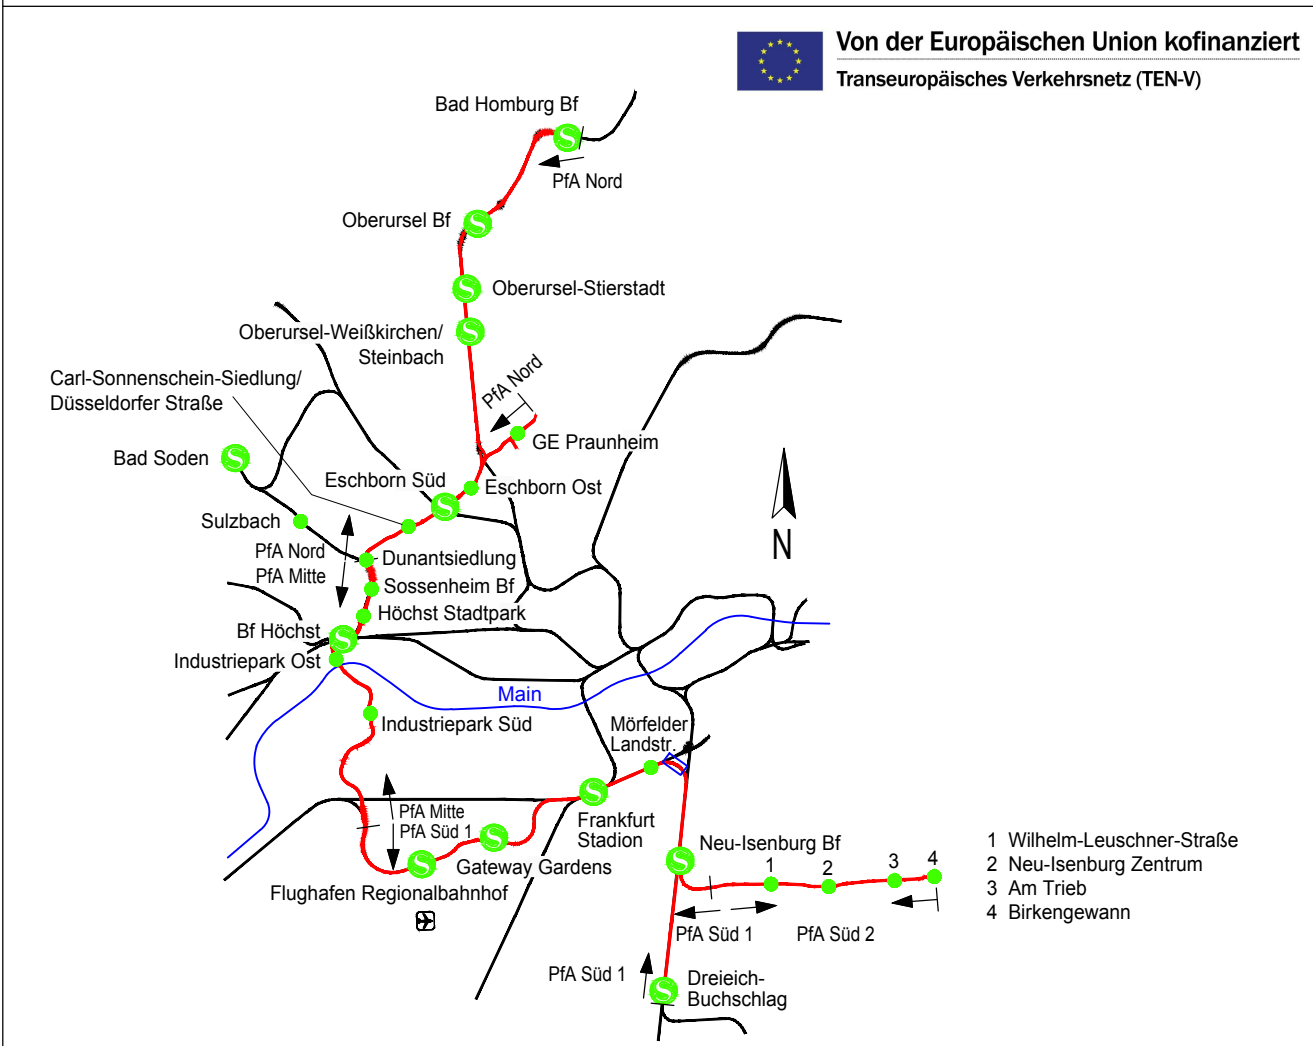 Von der Europäischen Union kofinanziert
Transeuropäisches Verkehrsnetz (TEN-V)
Bad Homburg Bf
PfA Nord
Oberursel Bf
Oberursel-Stierstadt
Oberursel-Weißkirchen/
Steinbach
PfA Nord
Carl-Sonnenschein-Siedlung/
Düsseldorfer Straße
GE Praunheim
Bad Soden
Eschborn Süd
Eschborn Ost
Sulzbach
PfA Nord
PfA Mitte
Dunantsiedlung
Sossenheim Bf
Höchst Stadtpark
Bf Höchst
Industriepark Ost
Main
Industriepark Süd
Mörfelder
Landstr.
PfA Mitte
PfA Süd 1
Frankfurt
Stadion
Gateway Gardens
Flughafen Regionalbahnhof
Neu-Isenburg Bf
1
2
3
4
PfA Süd 1
PfA Süd 2
PfA Süd 1
Dreieich-
Buchschlag
N
1 Wilhelm-Leuschner-Straße
2 Neu-Isenburg Zentrum
3 Am Trieb
4 Birkengewann